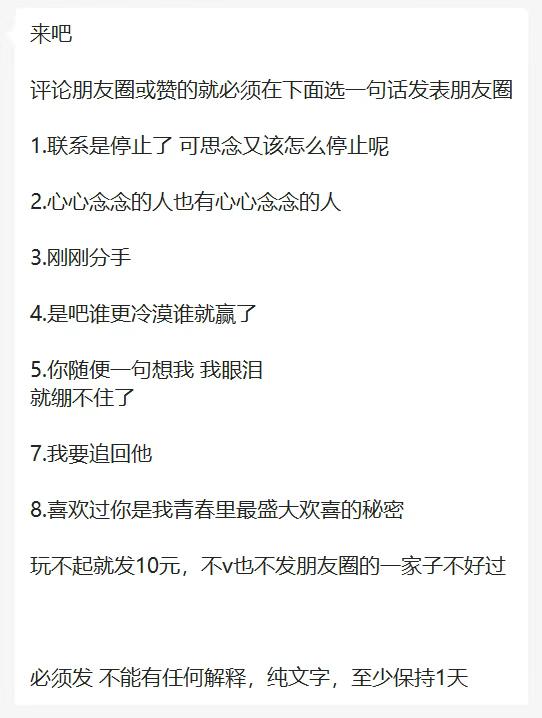 来吧
评论朋友圈或赞的就必须在下面选一句话发表朋友圈
1.联系是停止了 可思念又该怎么停止呢
2.心心念念的人也有心心念念的人
3.刚刚分手
4.是吧谁更冷漠谁就赢了
5.你随便一句想我 我眼泪
就绷不住了
7.我要追回他
8.喜欢过你是我青春里最盛大欢喜的秘密
玩不起就发10元，不v也不发朋友圈的一家子不好过
必须发 不能有任何解释，纯文字，至少保持1天